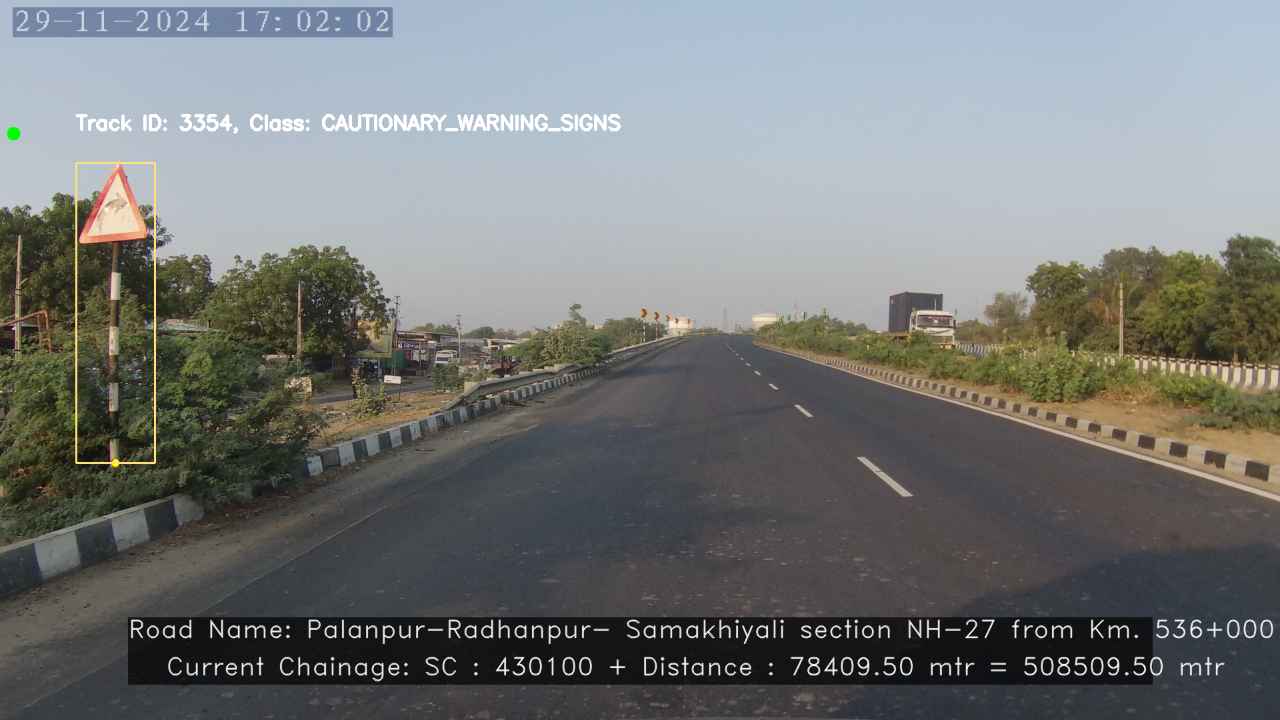 29-11-2024 17:02:02
Track ID: 3354, Class: CAUTIONARY_WARNING_SIGNS
Road Name: Palanpur-Radhanpur- Samakhiyali section NH-27 from Km. 536+000
Current Chainage: SC : 430100 + Distance : 78409.50 mtr = 508509.50 mtr